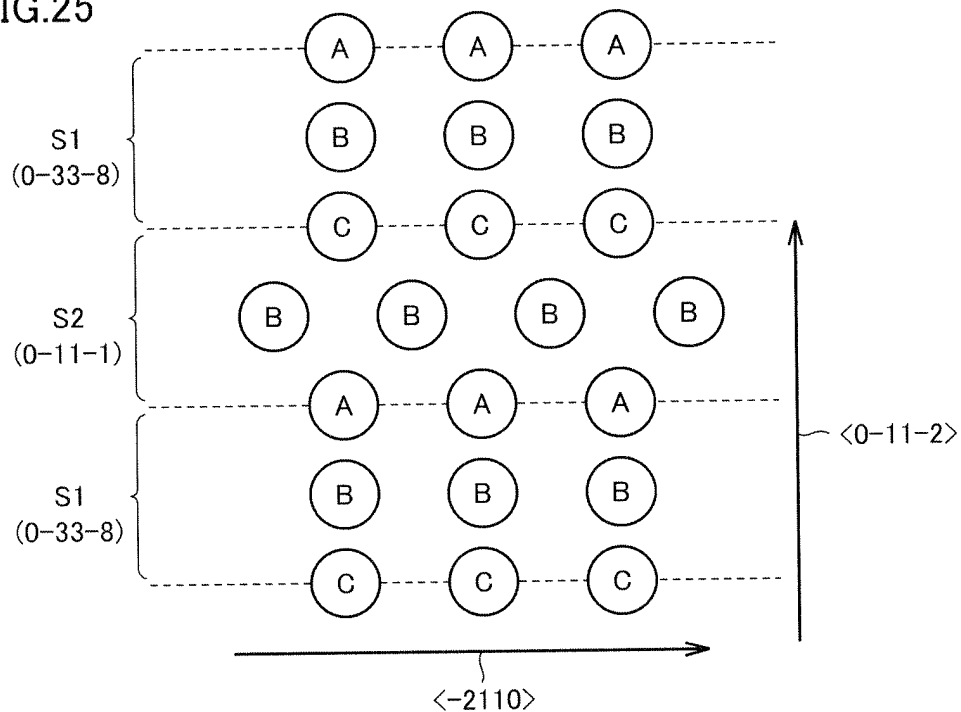 IG.25
A A A
S1
(0-33-8)
B B B
C C C
S2
(0-11-1)
B B B B
A A A
<0-11-2>
S1
(0-33-8)
B B B
C C C
<-2110>